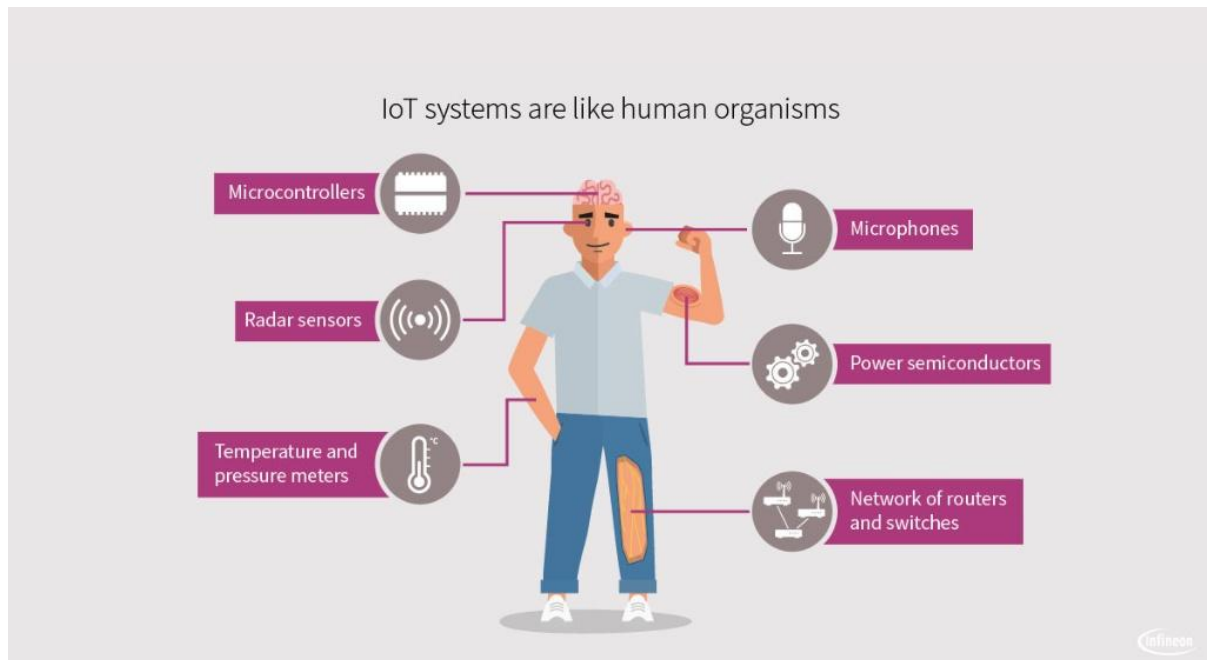 IoT systems are like human organisms
Microcontrollers
Microphones
Radar sensors
Power semiconductors
Temperature and
pressure meters
°C
Network of routers
and switches
infineon